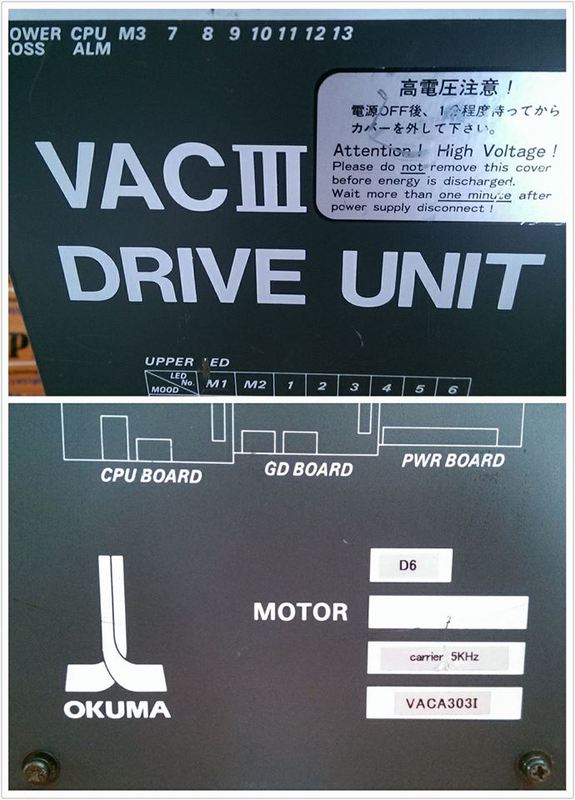 OWER CPU M3 7 8 9 10 11 12 13
LOSS ALM
高電圧注意！
電源OFF後、1分程度待ってから
カバーを外して下さい。
Attention! High Voltage!
Please do not remove this cover
before energy is discharged.
Wait more than one minute after
power supply disconnect!
VACIII
DRIVE UNIT
UPPER LED
LED No. M1 M2 1 2 3 4 5 6
MOOD
CPU BOARD GD BOARD PWR BOARD
D6
MOTOR
carrier 5KHz
VACA303I
OKUMA